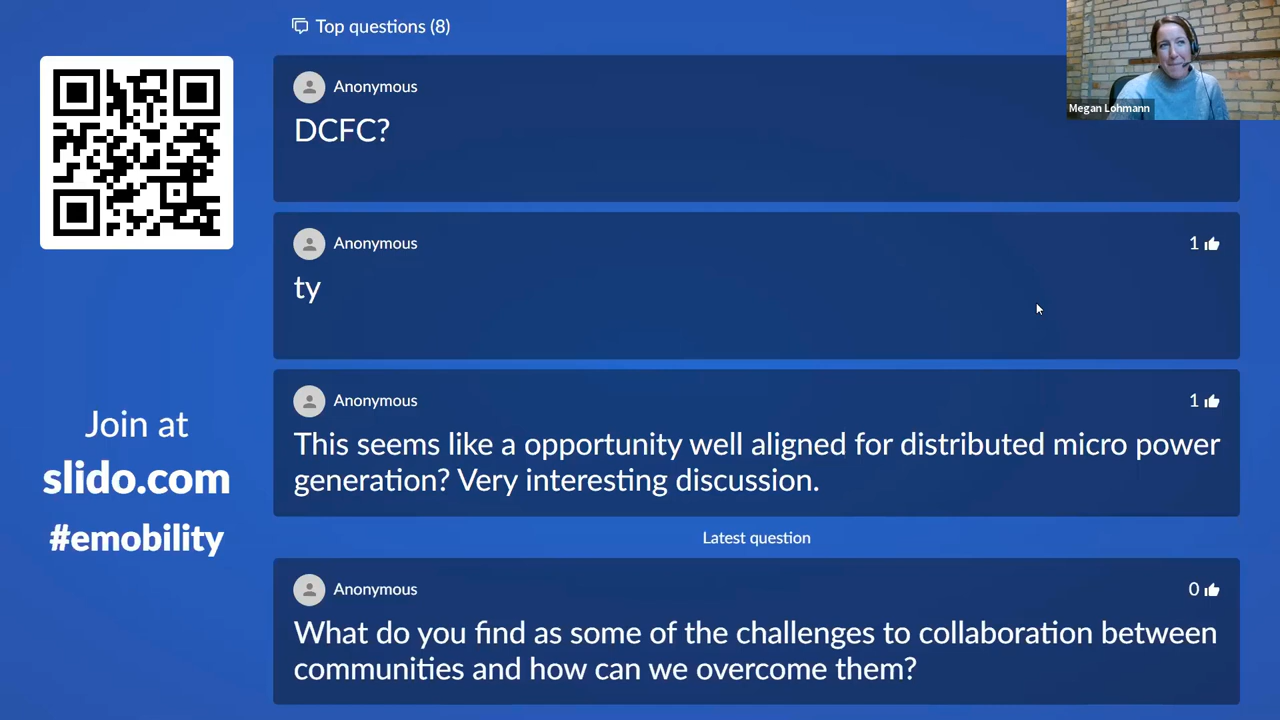 Top questions (8)
Megan Lohmann
Anonymous
DCFC?
Anonymous
1
ty
Anonymous
1
This seems like a opportunity well aligned for distributed micro power
generation? Very interesting discussion.
Join at
slido.com
#emobility
Latest question
Anonymous
0
What do you find as some of the challenges to collaboration between
communities and how can we overcome them?